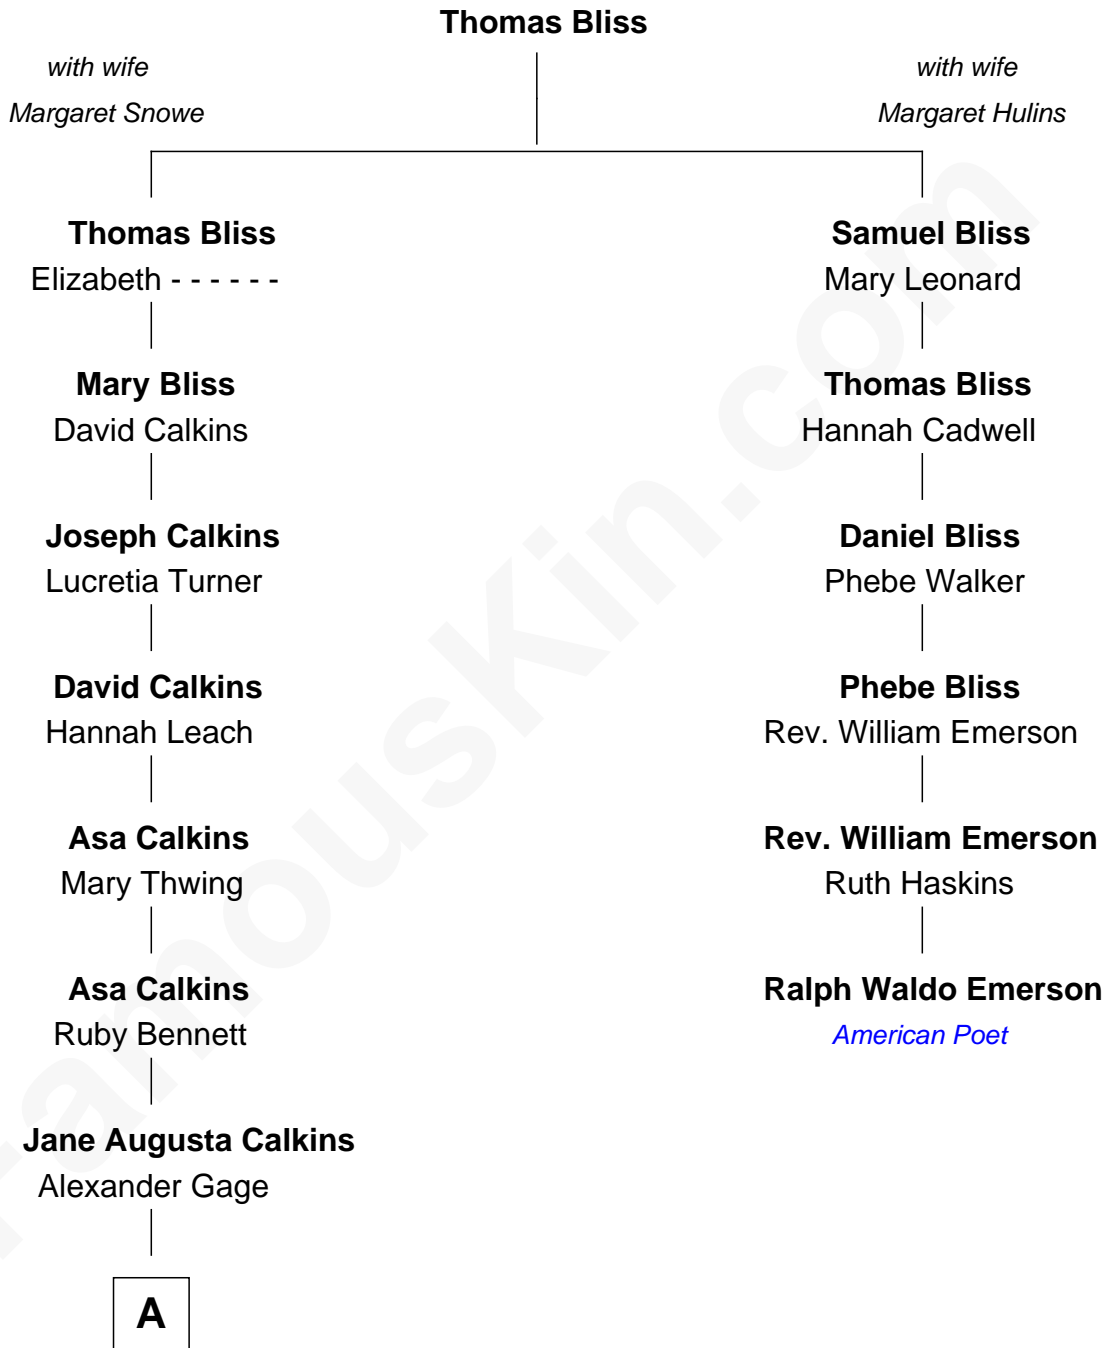 Thomas Bliss
with wife
Margaret Snowe
with wife
Margaret Hulins
Thomas Bliss
Elizabeth - - - - - -
Samuel Bliss
Mary Leonard
Mary Bliss
David Calkins
Thomas Bliss
Hannah Cadwell
Joseph Calkins
Lucretia Turner
Daniel Bliss
Phebe Walker
David Calkins
Hannah Leach
Phebe Bliss
Rev. William Emerson
Asa Calkins
Mary Thwing
Rev. William Emerson
Ruth Haskins
Asa Calkins
Ruby Bennett
Ralph Waldo Emerson
American Poet
Jane Augusta Calkins
Alexander Gage
A
FamousKin.com